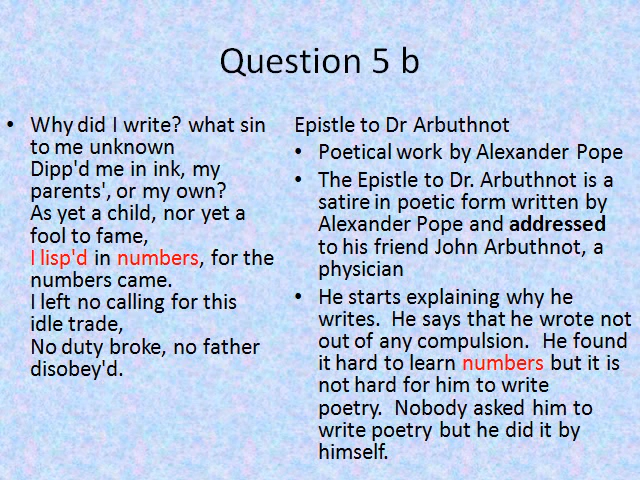 Question 5 b
• Why did I write? what sin
to me unknown
Dipp'd me in ink, my
parents', or my own?
As yet a child, nor yet a
fool to fame,
I lisp'd in numbers, for the
numbers came.
I left no calling for this
idle trade,
No duty broke, no father
disobey'd.
Epistle to Dr Arbuthnot
• Poetical work by Alexander Pope
• The Epistle to Dr. Arbuthnot is a
satire in poetic form written by
Alexander Pope and addressed
to his friend John Arbuthnot, a
physician
• He starts explaining why he
writes. He says that he wrote not
out of any compulsion. He found
it hard to learn numbers but it is
not hard for him to write
poetry. Nobody asked him to
write poetry but he did it by
himself.